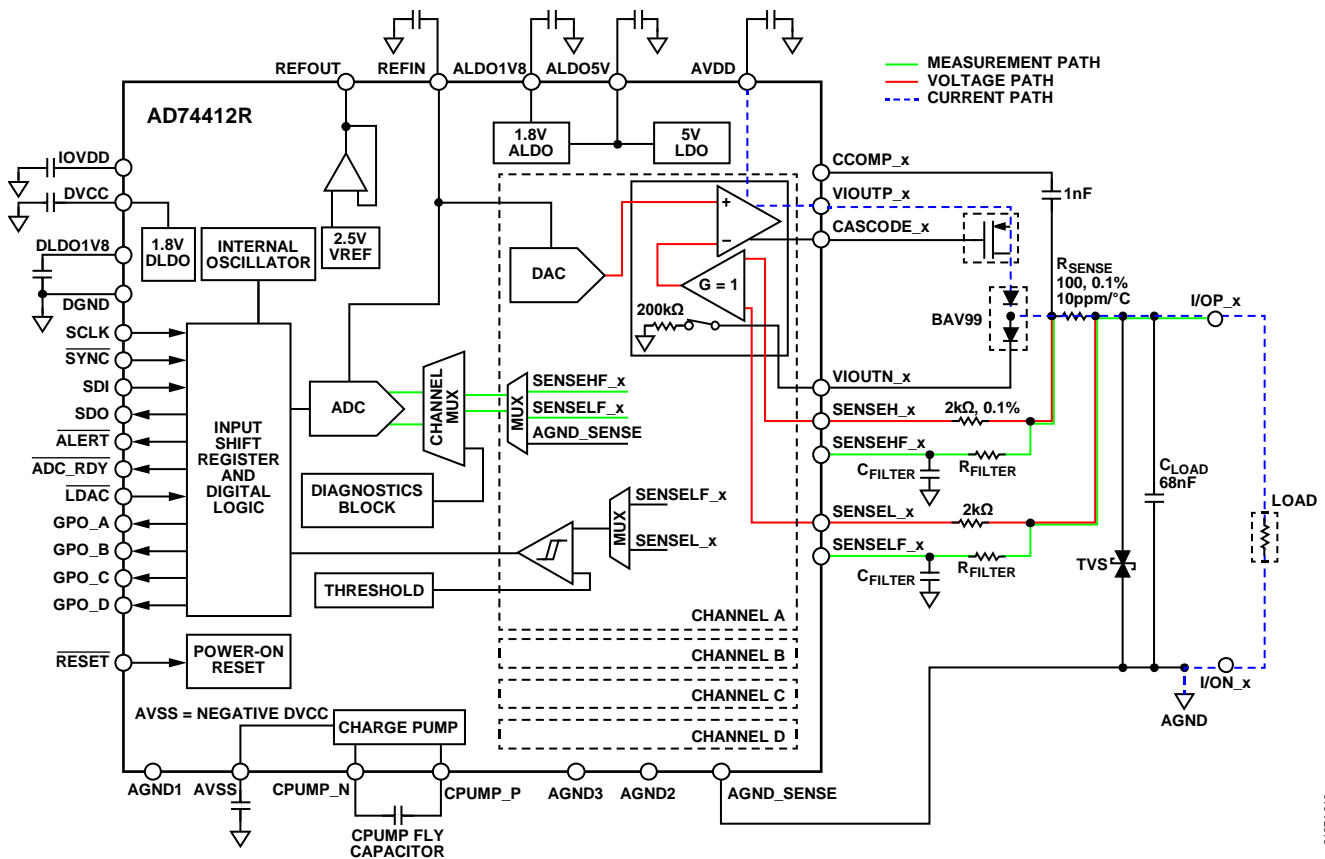 REFOUT
REFIN
ALDO1V8
ALDO5V
AVDD
MEASUREMENT PATH
VOLTAGE PATH
CURRENT PATH
AD74412R
1.8V
ALDO
5V
LDO
IOVDD
DVCC
DLDO1V8
DGND
1.8V
DLDO
INTERNAL
OSCILLATOR
2.5V
VREF
DAC
+
–
G = 1
200kΩ
CCOMP_x
VIOUTP_x
CASCODE_x
1nF
RSENSE
100, 0.1%
10ppm/°C
I/OP_x
BAV99
VIOUTN_x
SCLK
SYNC
SDI
SDO
ALERT
ADC_RDY
LDAC
GPO_A
GPO_B
GPO_C
GPO_D
RESET
INPUT
SHIFT
REGISTER
AND
DIGITAL
LOGIC
ADC
CHANNEL
MUX
MUX
SENSEHF_x
SENSELF_x
AGND_SENSE
DIAGNOSTICS
BLOCK
THRESHOLD
MUX
SENSELF_x
SENSEL_x
SENSEH_x
2kΩ, 0.1%
SENSEHF_x
CFILTER
RFILTER
SENSEL_x
2kΩ
SENSELF_x
CFILTER
RFILTER
CLOAD
68nF
LOAD
TVS
CHANNEL A
CHANNEL B
CHANNEL C
CHANNEL D
POWER-ON
RESET
AVSS = NEGATIVE DVCC
CHARGE PUMP
I/ON_x
AGND
AGND1
AVSS
CPUMP_N
CPUMP_P
AGND3
AGND2
AGND_SENSE
CPUMP FLY
CAPACITOR